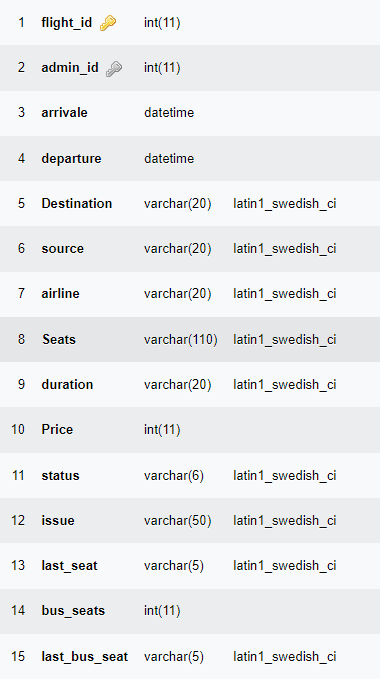 1 flight_id int(11)
2 admin_id int(11)
3 arrivale datetime
4 departure datetime
5 Destination varchar(20) latin1_swedish_ci
6 source varchar(20) latin1_swedish_ci
7 airline varchar(20) latin1_swedish_ci
8 Seats varchar(110) latin1_swedish_ci
9 duration varchar(20) latin1_swedish_ci
10 Price int(11)
11 status varchar(6) latin1_swedish_ci
12 issue varchar(50) latin1_swedish_ci
13 last_seat varchar(5) latin1_swedish_ci
14 bus_seats int(11)
15 last_bus_seat varchar(5) latin1_swedish_ci